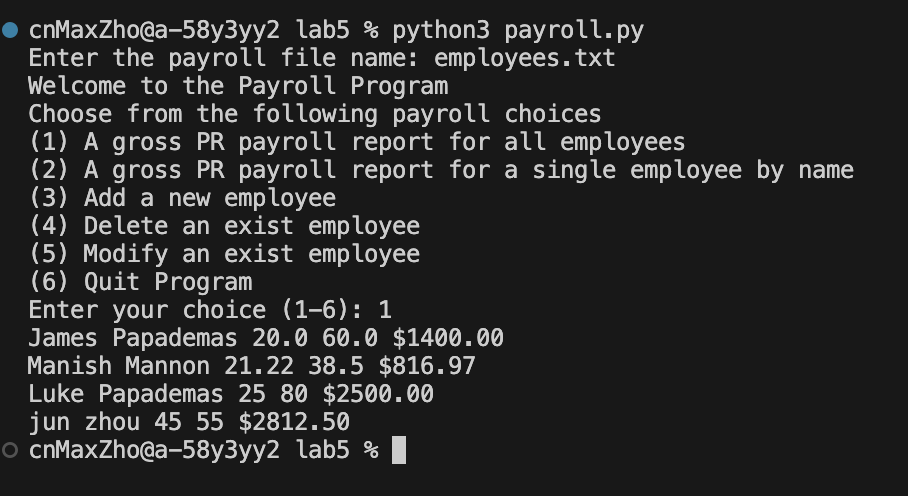 cnMaxZho@a-58y3yy2 lab5 % python3 payroll.py
Enter the payroll file name: employees.txt
Welcome to the Payroll Program
Choose from the following payroll choices
(1) A gross PR payroll report for all employees
(2) A gross PR payroll report for a single employee by name
(3) Add a new employee
(4) Delete an exist employee
(5) Modify an exist employee
(6) Quit Program
Enter your choice (1-6): 1
James Papademas 20.0 60.0 $1400.00
Manish Mannon 21.22 38.5 $816.97
Luke Papademas 25 80 $2500.00
jun zhou 45 55 $2812.50
cnMaxZho@a-58y3yy2 lab5 %